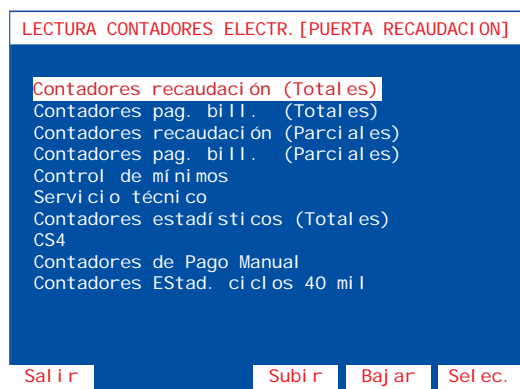 LECTURA CONTADORES ELECTR. [PUERTA RECAUDACION]
Contadores recaudación (Totales)
Contadores pag. bill. (Totales)
Contadores recaudación (Parciales)
Contadores pag. bill. (Parciales)
Control de mínimos
Servicio técnico
Contadores estadísticos (Totales)
CS4
Contadores de Pago Manual
Contadores EStad. ciclos 40 mil
Salir Subir Bajar Selec.